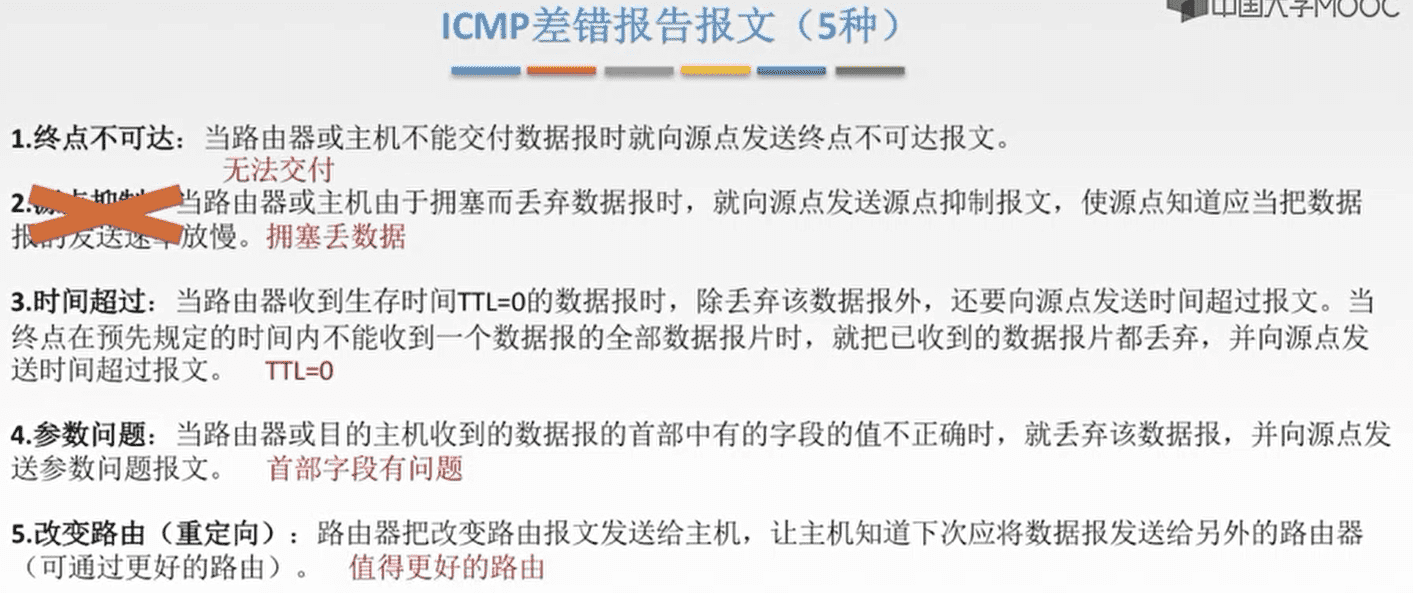 中国大学MOOC
ICMP差错报告报文（5种）
1.终点不可达：当路由器或主机不能交付数据报时就向源点发送终点不可达报文。
无法交付
2.源点抑制：当路由器或主机由于拥塞而丢弃数据报时，就向源点发送源点抑制报文，使源点知道应当把数据
报的发送速率放慢。拥塞丢数据
3.时间超过：当路由器收到生存时间TTL=0的数据报时，除丢弃该数据报外，还要向源点发送时间超过报文。当
终点在预先规定的时间内不能收到一个数据报的全部数据报片时，就把已收到的数据报片都丢弃，并向源点发
送时间超过报文。 TTL=0
4.参数问题：当路由器或目的主机收到的数据报的首部中有的字段的值不正确时，就丢弃该数据报，并向源点发
送参数问题报文。 首部字段有问题
5.改变路由（重定向）：路由器把改变路由报文发送给主机，让主机知道下次应将数据报发送给另外的路由器
（可通过更好的路由）。 值得更好的路由